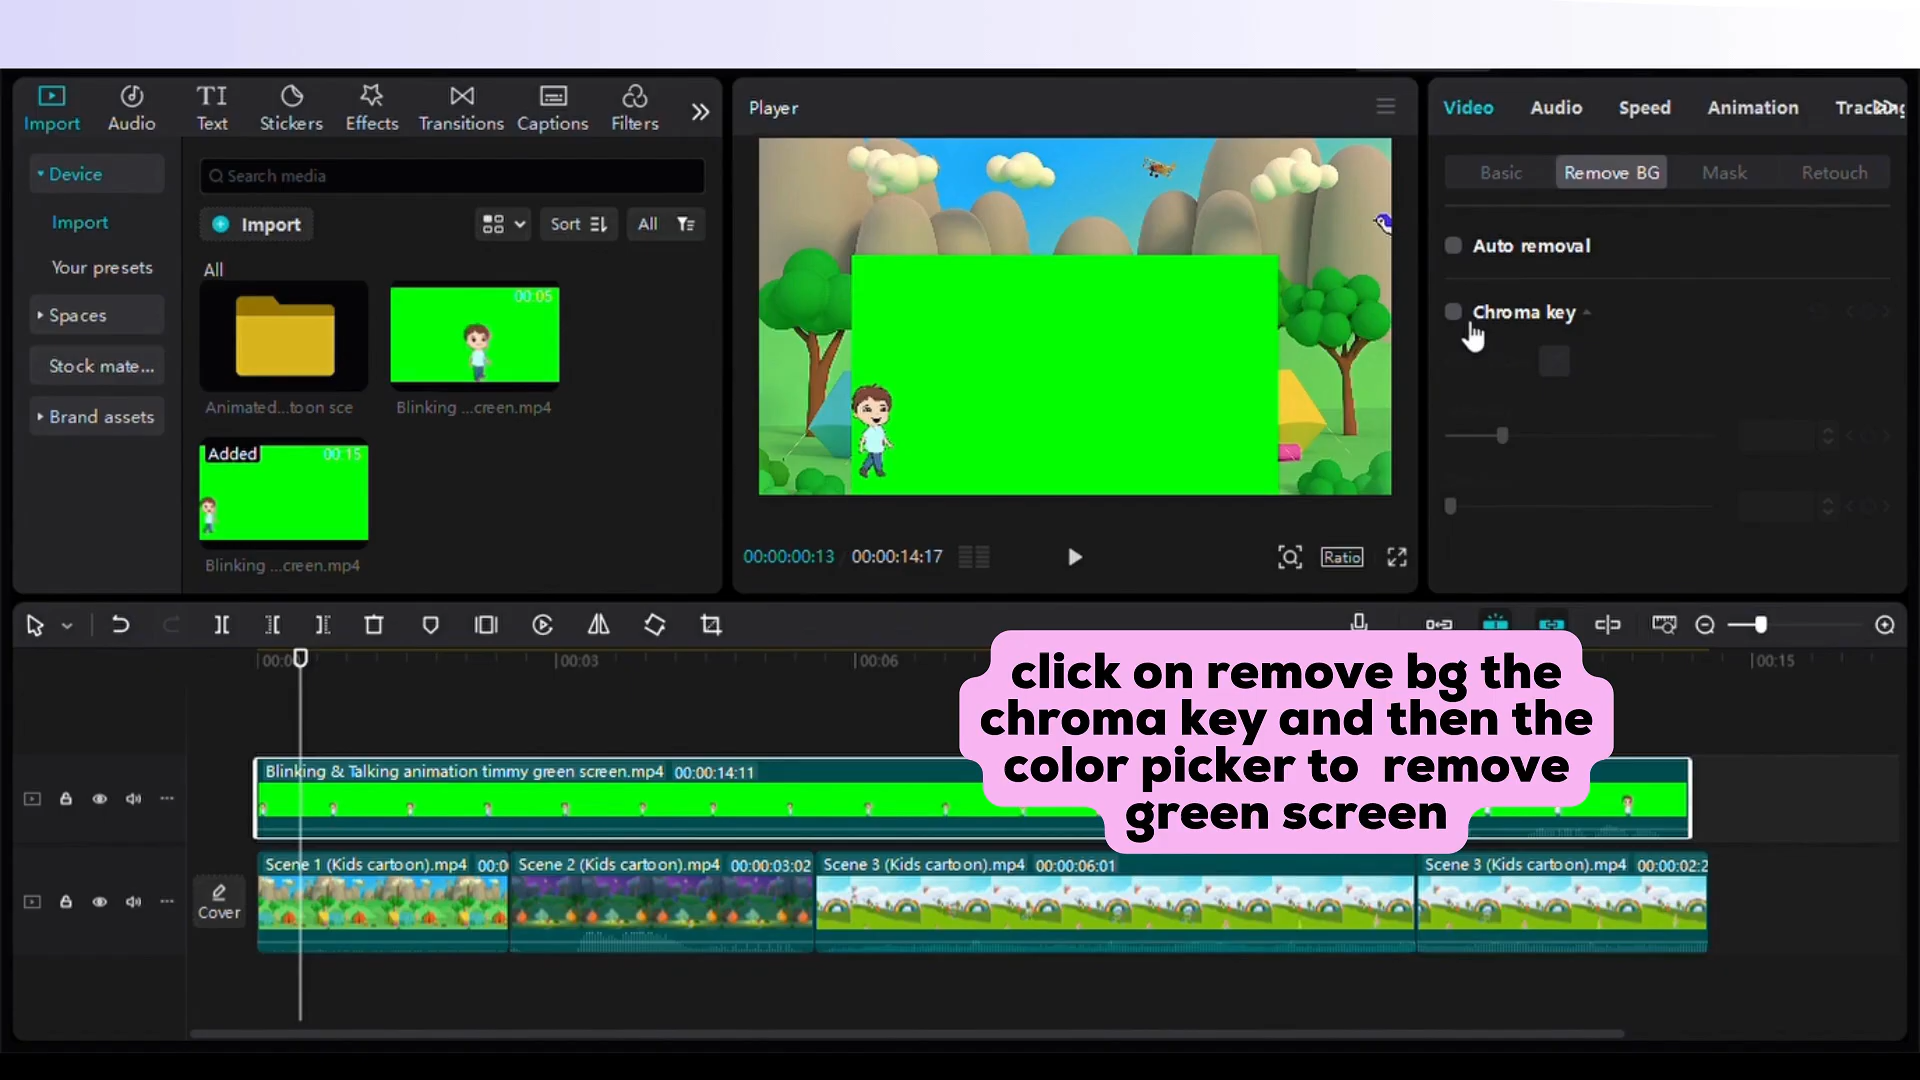 Import
Audio
Text
Stickers
Effects
Transitions
Captions
Filters
Device
Import
Your presets
Spaces
Stock mate...
Brand assets
Search media
Import
Sort
All
All
00:05
Animated...toon sce
Blinking ...creen.mp4
Added
00:15
Blinking ...creen.mp4
Player
00:00:00:13 / 00:00:14:17
Ratio
Video
Audio
Speed
Animation
Basic
Remove BG
Mask
Retouch
Auto removal
Chroma key
00:03
00:06
00:15
click on remove bg the
chroma key and then the
color picker to remove
green screen
Blinking & Talking animation timmy green screen.mp4 00:00:14:11
Cover
Scene 1 (Kids cartoon).mp4 00:0
Scene 2 (Kids cartoon).mp4 00:00:03:02
Scene 3 (Kids cartoon).mp4 00:00:06:01
Scene 3 (Kids cartoon).mp4 00:00:02:2